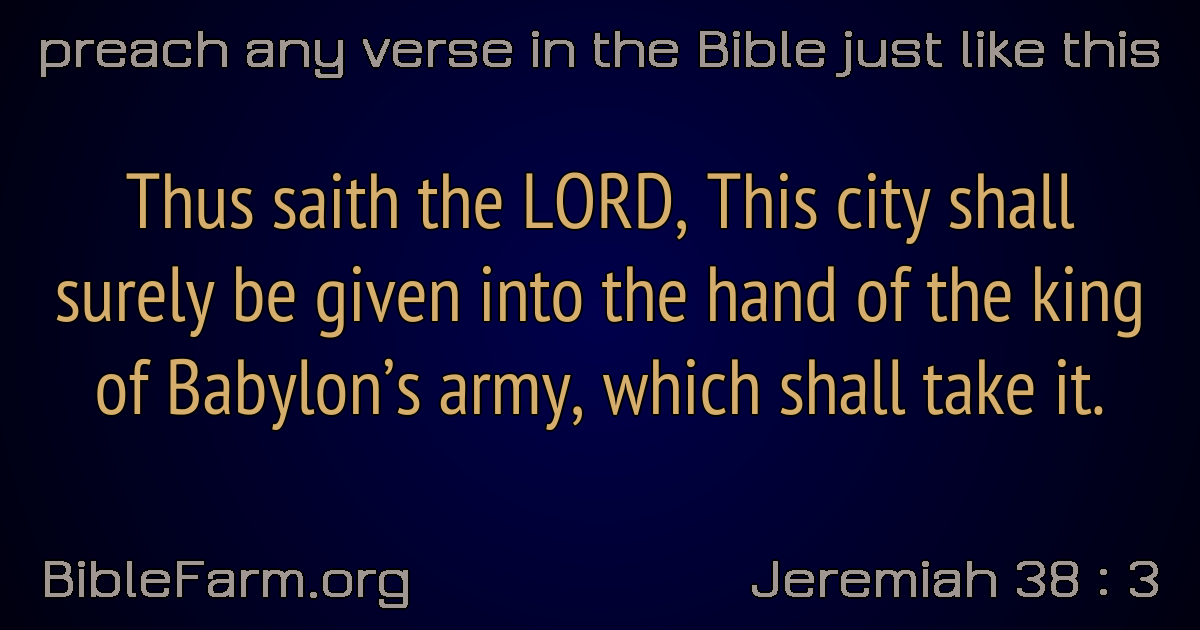 preach any verse in the Bible just like this
Thus saith the LORD, This city shall
surely be given into the hand of the king
of Babylon’s army, which shall take it.
BibleFarm.org
Jeremiah 38 : 3